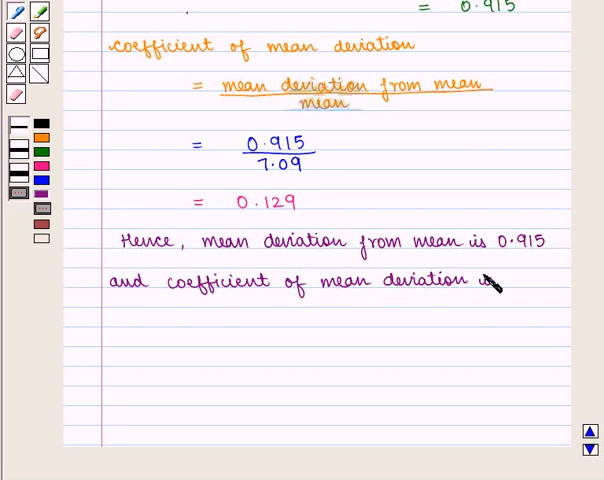 = 0.915
coefficient of mean deviation
= mean deviation from mean
mean
= 0.915
7.09
= 0.129
Hence, mean deviation from mean is 0.915
and coefficient of mean deviation is